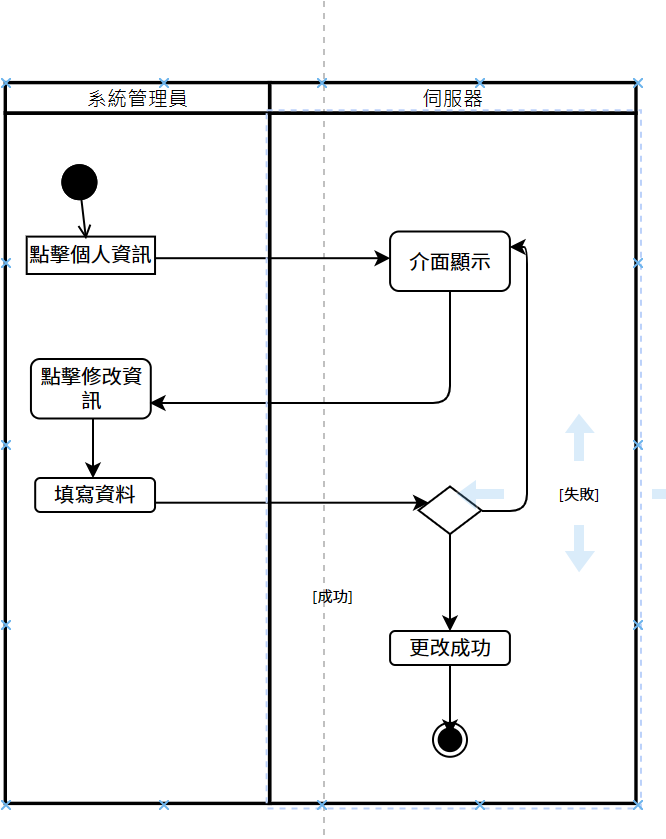 系統管理員
伺服器
點擊個人資訊
介面顯示
點擊修改資
訊
填寫資料
[失敗]
[成功]
更改成功